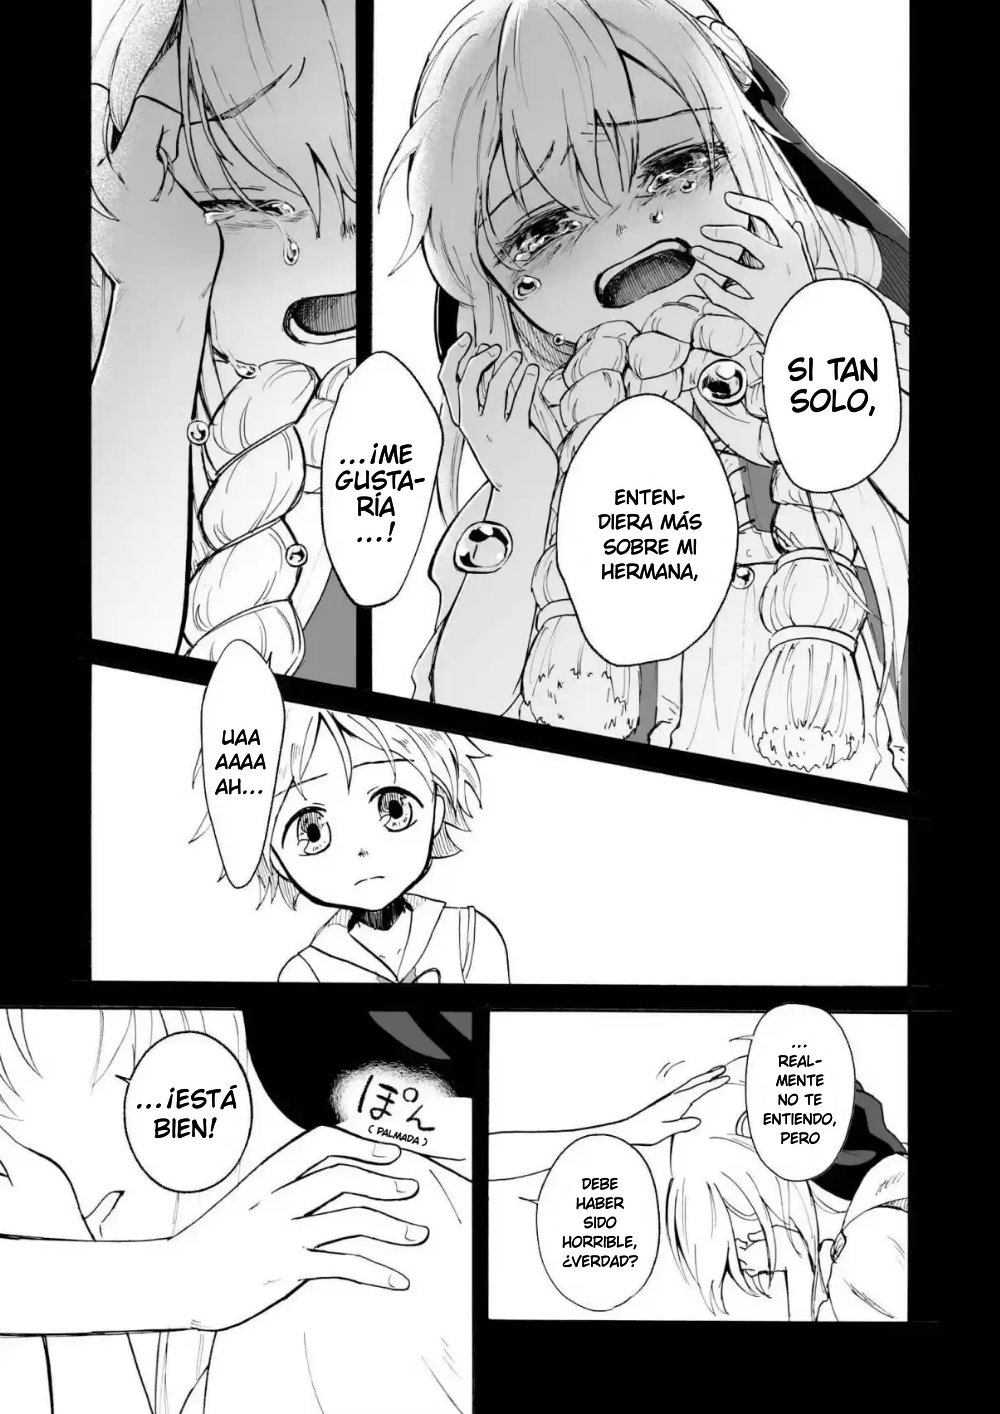 SI TAN
SOLO,
ENTEN-
DIERA MÁS
SOBRE MI
HERMANA,
...¡ME
GUSTA-
RÍA
...!
UAA
AAAA
AH...
...
REAL-
MENTE
NO TE
ENTIENDO,
PERO
DEBE
HABER
SIDO
HORRIBLE,
¿VERDAD?
ぽん
(PALMADA)
...¡ESTÁ
BIEN!